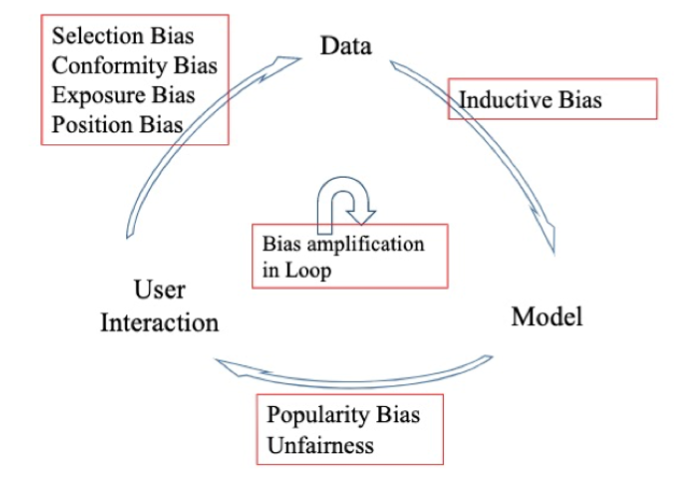 Selection Bias
Conformity Bias
Exposure Bias
Position Bias
Data
Inductive Bias
Bias amplification
in Loop
User
Interaction
Model
Popularity Bias
Unfairness